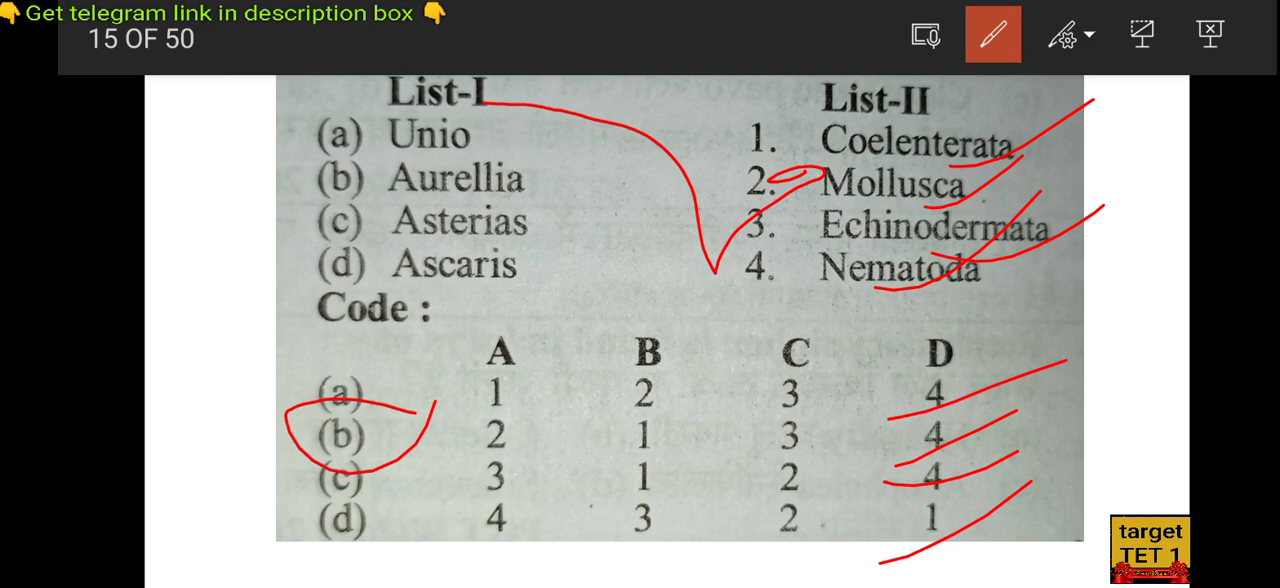 👇 Get telegram link in description box 👇
15 OF 50
List-I List-II
(a) Unio 1. Coelenterata
(b) Aurellia 2. Mollusca
(c) Asterias 3. Echinodermata
(d) Ascaris 4. Nematoda
Code :
A B C D
(a) 1 2 3 4
(b) 2 1 3 4
(c) 3 1 2 4
(d) 4 3 2 1
target
TET 1